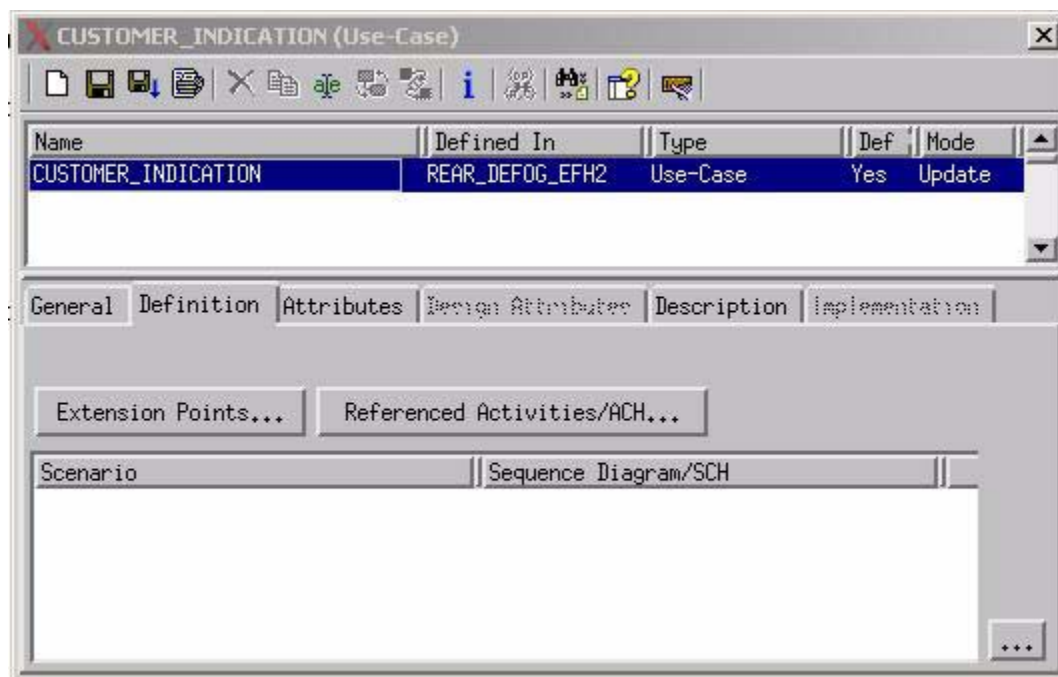 CUSTOMER_INDICATION (Use-Case)
Name Defined In Type Def Mode
CUSTOMER_INDICATION REAR_DEFOG_EFH2 Use-Case Yes Update
General Definition Attributes Design Attributes Description Implementation
Extension Points... Referenced Activities/ACH...
Scenario Sequence Diagram/SCH
...